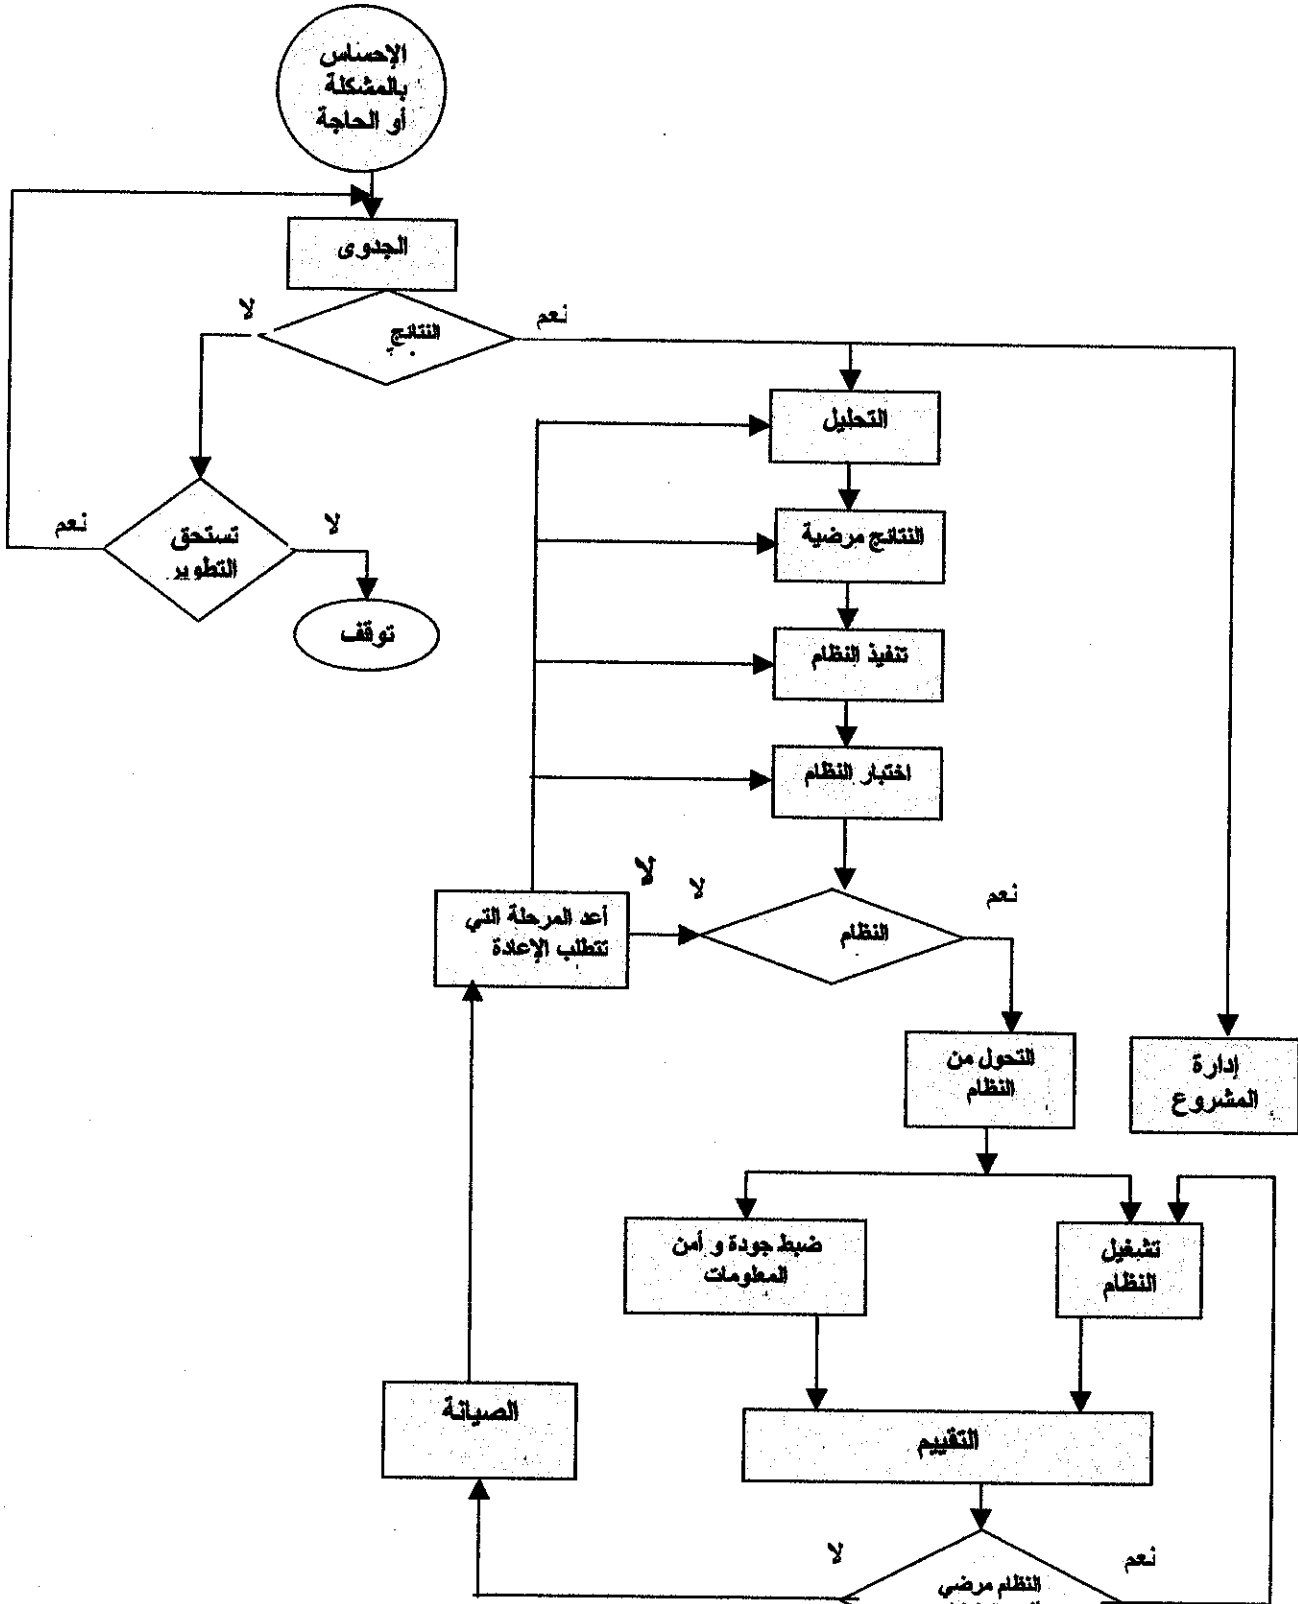 الإحساس
بالمشكلة
أو الحاجة
الجدوى
لا
نعم
النتائج
التحليل
نعم
لا
تستحق
التطوير
النتائج مرضية
توقف
تنفيذ النظام
اختبار النظام
لا
لا
نعم
أعد المرحلة التي
تتطلب الإعادة
النظام
التحول من
النظام
إدارة
المشروع
ضبط جودة و أمن
المعلومات
تشغيل
النظام
الصيانة
التقييم
لا
نعم
النظام مرضي